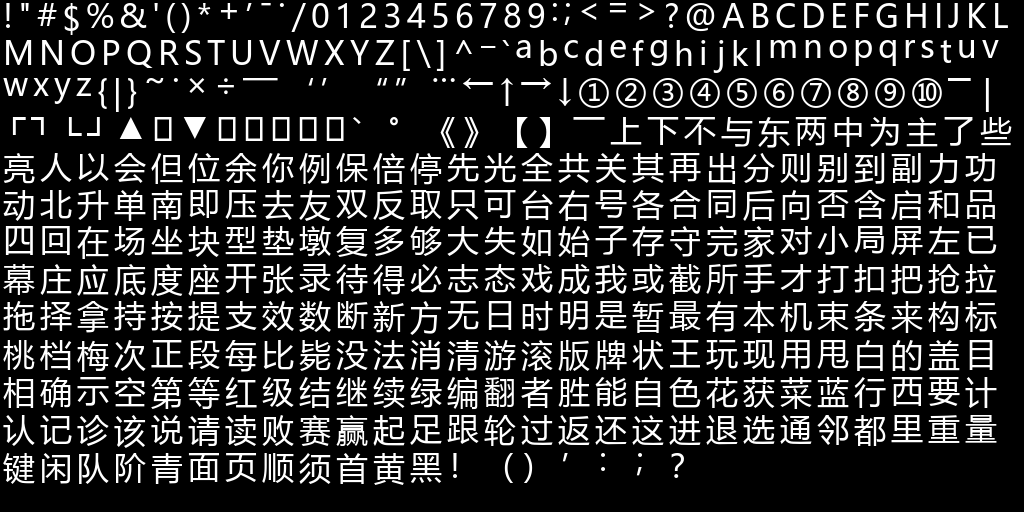 !"#$%&'()*+,-./0123456789:;<=>?@ABCDEFGHIJKL
MNOPQRSTUVWXYZ[\]^_`abcdefghijklmnopqrstuv
wxyz{|}~·×÷—‘’“”…←↑→↓①②③④⑤⑥⑦⑧⑨⑩─│
┌┐└┘▲▯▼▯▯▯▯▯▯、。《》【】一上下不与东两中为主了些
亮人以会但位余你例保倍停先光全共关其再出分则别到副力功
动北升单南即压去友双反取只可台右号各合同后向否含启和品
四回在场坐块型垫墩复多够大失如始子存守完家对小局屏左已
幕庄应底度座开张录待得必志态戏成我或截所手才打扣把抢拉
拖择拿持按提支效数断新方无日时明是暂最有本机束条来构标
桃档梅次正段每比毙没法消清游滚版牌状王玩现用甩白的盖目
相确示空第等红级结继续绿编翻者胜能自色花获菜蓝行西要计
认记诊该说请读败赛赢起足跟轮过返还这进退选通邻都里重量
键闲队阶青面页顺须首黄黑！（），：；？